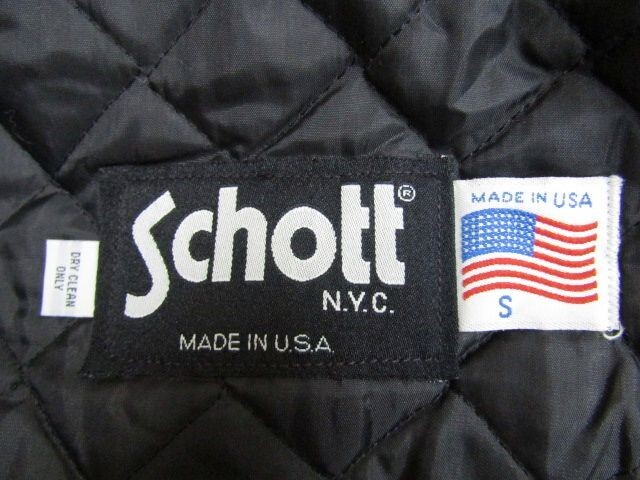 Schott®
N.Y.C.
MADE IN U.S.A.
MADE IN USA
S
DRY CLEAN
ONLY